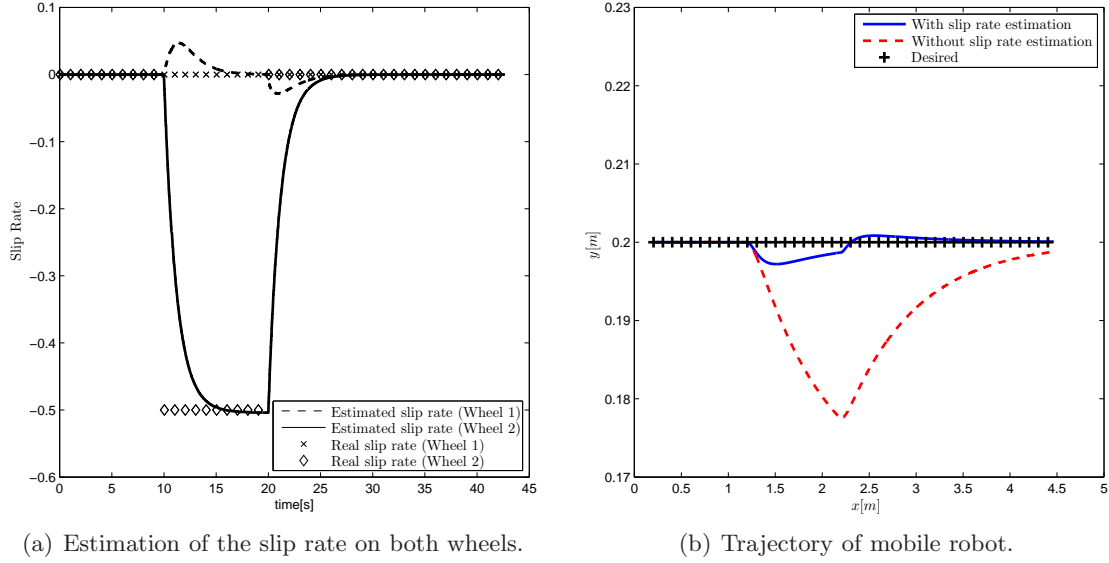 0.1
0
−0.1
−0.2
−0.3
−0.4
−0.5
−0.6
Slip Rate
0 5 10 15 20 25 30 35 40 45
time[s]
Estimated slip rate (Wheel 1)
Estimated slip rate (Wheel 2)
Real slip rate (Wheel 1)
Real slip rate (Wheel 2)
(a) Estimation of the slip rate on both wheels.
0.23
0.22
0.21
0.2
0.19
0.18
0.17
y[m]
0 0.5 1 1.5 2 2.5 3 3.5 4 4.5 5
x[m]
With slip rate estimation
Without slip rate estimation
Desired
(b) Trajectory of mobile robot.